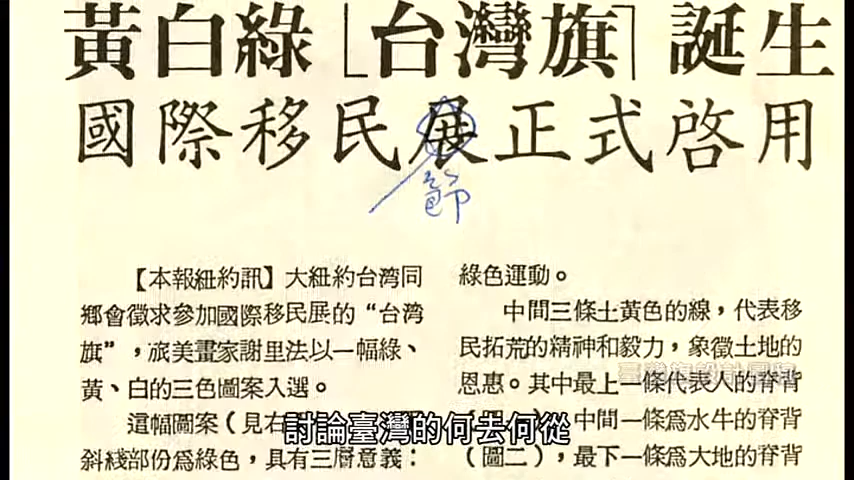 黃白綠「台灣旗」誕生
國際移民展正式啓用
節
【本報紐約訊】大紐約台湾同
鄉會徵求參加國際移民展的“台湾
旗”，旅美畫家謝里法以一幅綠、
黃、白的三色圖案入選。
這幅圖案（見右
斜綫部份爲綠色，具有三層意義：
綠色運動。
中間三條土黃色的線，代表移
民拓荒的精神和毅力，象徵土地的
恩惠。其中最上一條代表人的脊背
中間一條爲水牛的脊背
（圖二），最下一條爲大地的脊背
討論臺灣的何去何從